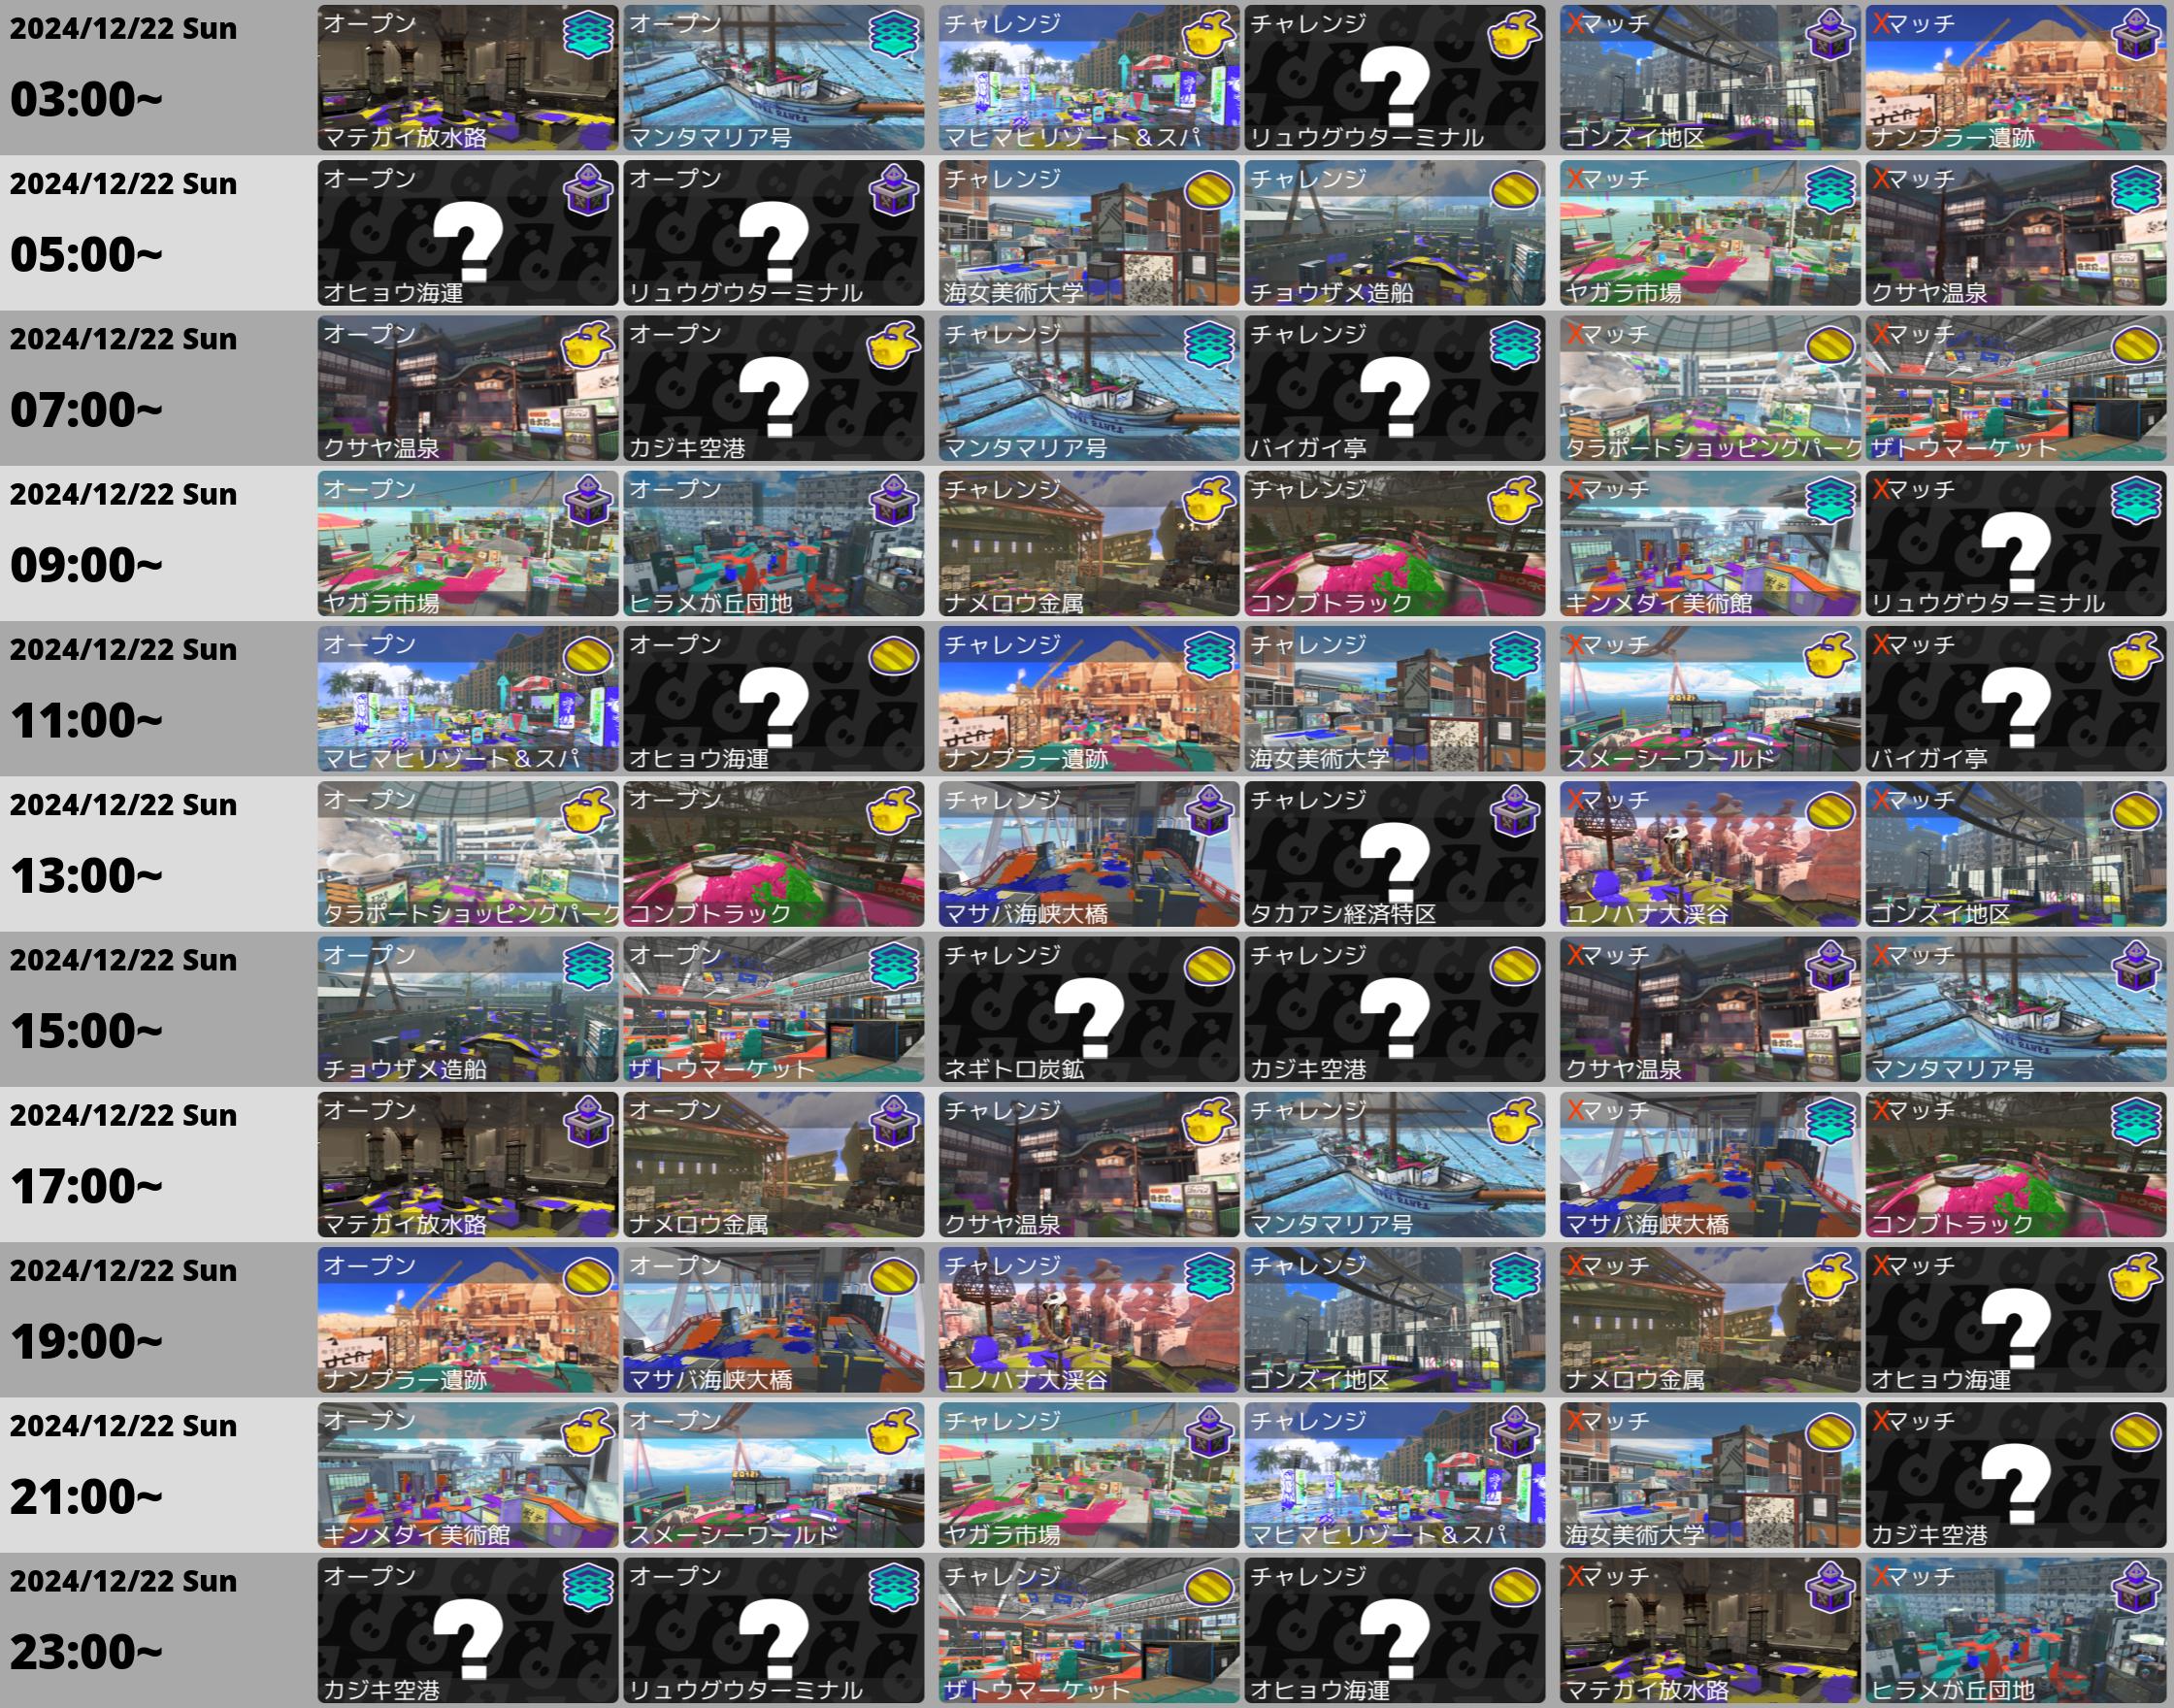 2024/12/22 Sun
03:00~
オープン
マテガイ放水路
オープン
マンタマリア号
チャレンジ
マヒマヒリゾート＆スパ
チャレンジ
リュウグウターミナル
Xマッチ
ゴンズイ地区
Xマッチ
ナンプラー遺跡
2024/12/22 Sun
05:00~
オープン
オヒョウ海運
オープン
リュウグウターミナル
チャレンジ
海女美術大学
チャレンジ
チョウザメ造船
Xマッチ
ヤガラ市場
Xマッチ
クサヤ温泉
2024/12/22 Sun
07:00~
オープン
クサヤ温泉
オープン
カジキ空港
チャレンジ
マンタマリア号
チャレンジ
バイガイ亭
Xマッチ
タラポートショッピングパーク
Xマッチ
ザトウマーケット
2024/12/22 Sun
09:00~
オープン
ヤガラ市場
オープン
ヒラメが丘団地
チャレンジ
ナメロウ金属
チャレンジ
コンブトラック
Xマッチ
キンメダイ美術館
Xマッチ
リュウグウターミナル
2024/12/22 Sun
11:00~
オープン
マヒマヒリゾート＆スパ
オープン
オヒョウ海運
チャレンジ
ナンプラー遺跡
チャレンジ
海女美術大学
Xマッチ
スメーシーワールド
Xマッチ
バイガイ亭
2024/12/22 Sun
13:00~
オープン
タラポートショッピングパーク
オープン
コンブトラック
チャレンジ
マサバ海峡大橋
チャレンジ
タカアシ経済特区
Xマッチ
ユノハナ大渓谷
Xマッチ
ゴンズイ地区
2024/12/22 Sun
15:00~
オープン
チョウザメ造船
オープン
ザトウマーケット
チャレンジ
ネギトロ炭鉱
チャレンジ
カジキ空港
Xマッチ
クサヤ温泉
Xマッチ
マンタマリア号
2024/12/22 Sun
17:00~
オープン
マテガイ放水路
オープン
ナメロウ金属
チャレンジ
クサヤ温泉
チャレンジ
マンタマリア号
Xマッチ
マサバ海峡大橋
Xマッチ
コンブトラック
2024/12/22 Sun
19:00~
オープン
ナンプラー遺跡
オープン
マサバ海峡大橋
チャレンジ
ユノハナ大渓谷
チャレンジ
ゴンズイ地区
Xマッチ
ナメロウ金属
Xマッチ
オヒョウ海運
2024/12/22 Sun
21:00~
オープン
キンメダイ美術館
オープン
スメーシーワールド
チャレンジ
ヤガラ市場
チャレンジ
マヒマヒリゾート＆スパ
Xマッチ
海女美術大学
Xマッチ
カジキ空港
2024/12/22 Sun
23:00~
オープン
カジキ空港
オープン
リュウグウターミナル
チャレンジ
ザトウマーケット
チャレンジ
オヒョウ海運
Xマッチ
マテガイ放水路
Xマッチ
ヒラメが丘団地